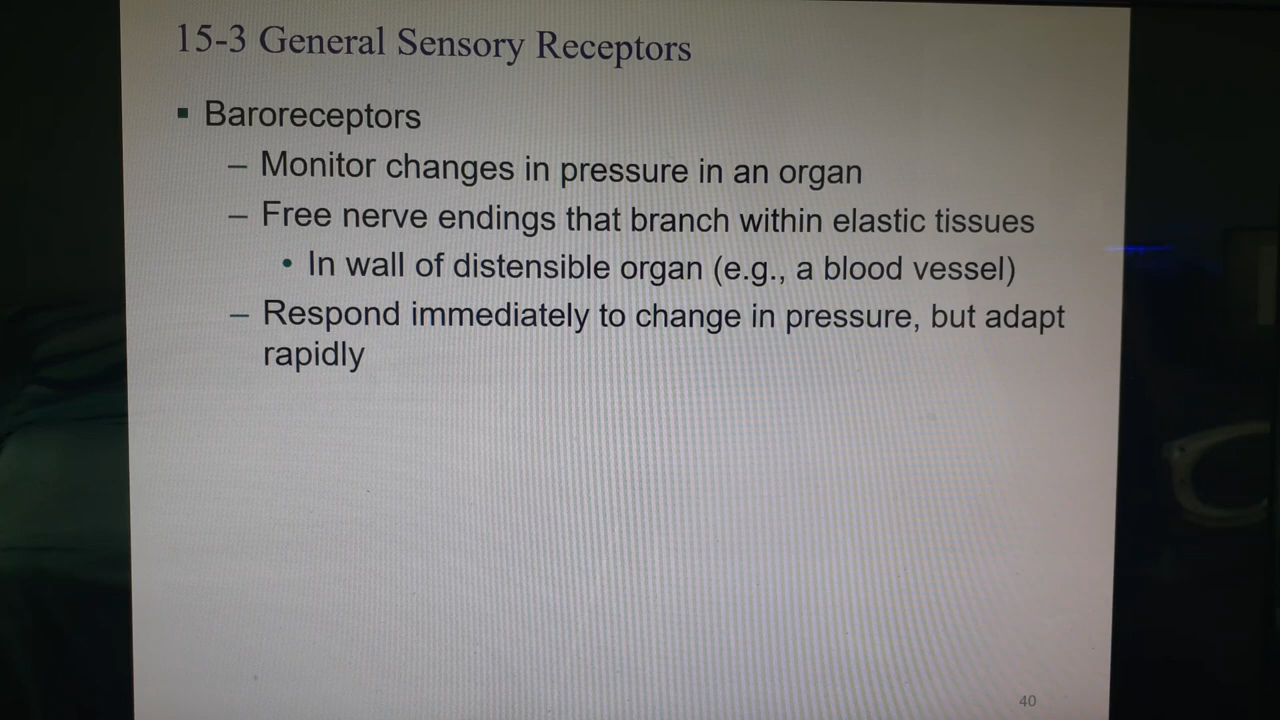 15-3 General Sensory Receptors
▪ Baroreceptors
– Monitor changes in pressure in an organ
– Free nerve endings that branch within elastic tissues
• In wall of distensible organ (e.g., a blood vessel)
– Respond immediately to change in pressure, but adapt
rapidly
40